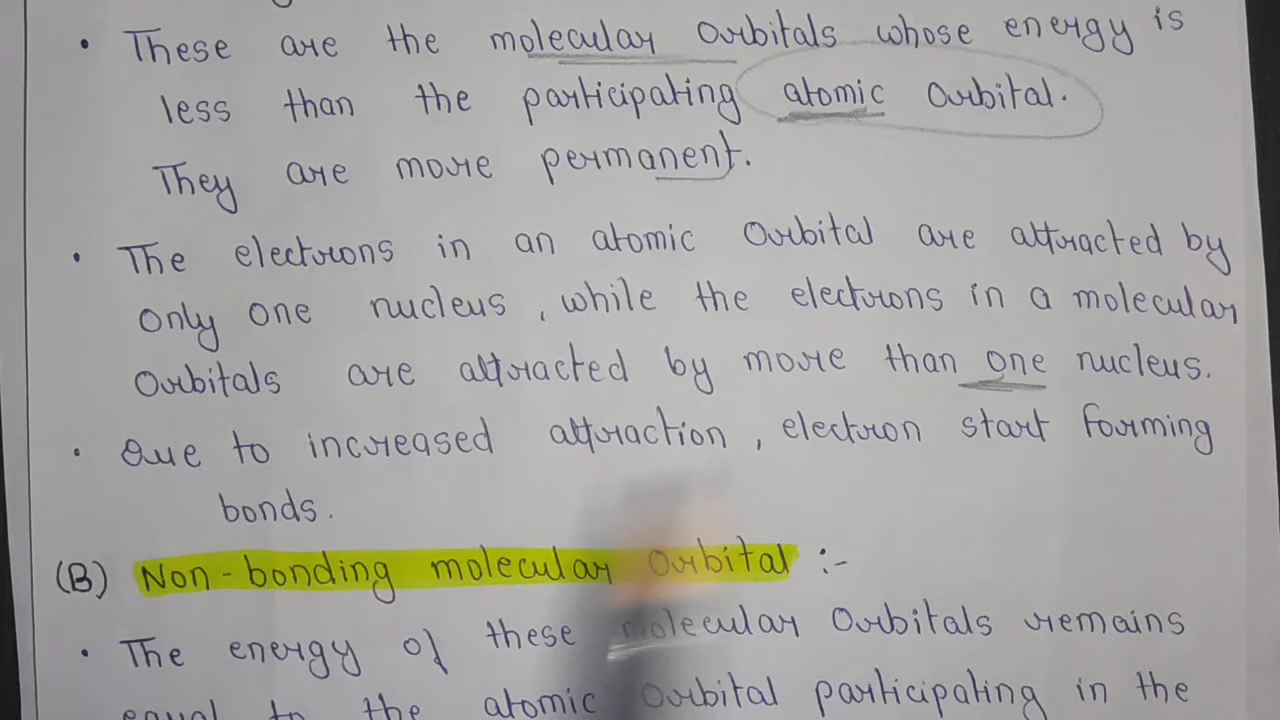 • These are the molecular orbitals whose energy is
less than the participating atomic orbital.
They are more permanent.
• The electrons in an atomic orbital are attracted by
only one nucleus, while the electrons in a molecular
orbitals are attracted by more than one nucleus.
• Due to increased attraction, electron start forming
bonds.
(B) Non-bonding molecular orbital :-
• The energy of these molecular orbitals remains
equal to the atomic orbital participating in the